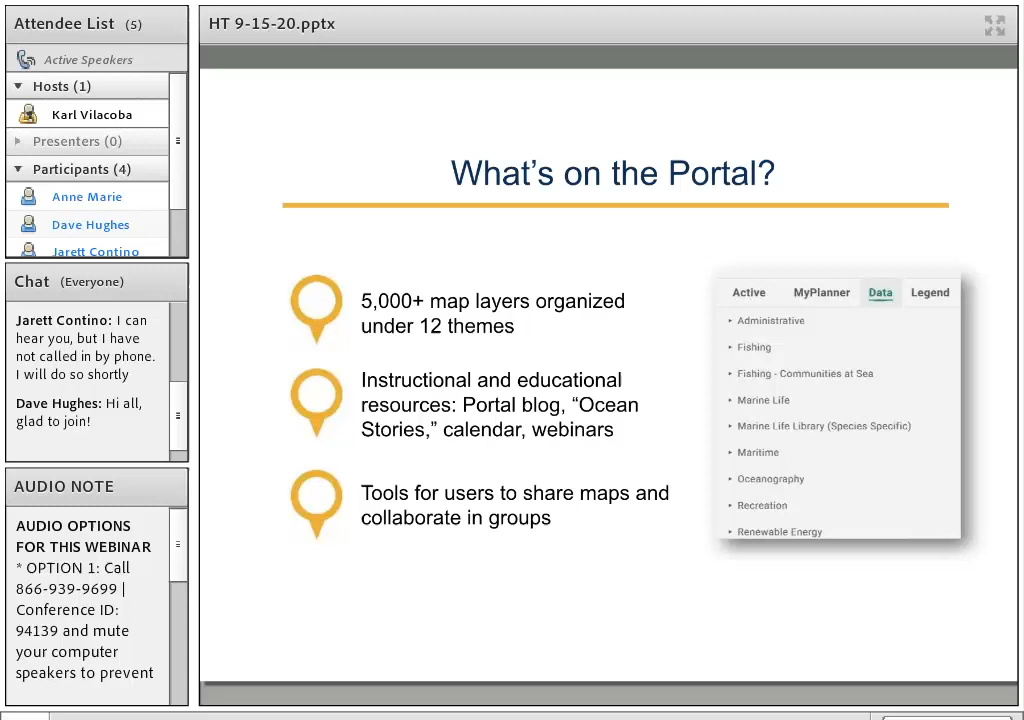 Attendee List (5)
Active Speakers
Hosts (1)
Karl Vilacoba
Presenters (0)
Participants (4)
Anne Marie
Dave Hughes
Jarett Contino
Chat (Everyone)
Jarett Contino: I can
hear you, but I have
not called in by phone.
I will do so shortly
Dave Hughes: Hi all,
glad to join!
AUDIO NOTE
AUDIO OPTIONS
FOR THIS WEBINAR
* OPTION 1: Call
866-939-9699 |
Conference ID:
94139 and mute
your computer
speakers to prevent
HT 9-15-20.pptx
What’s on the Portal?
5,000+ map layers organized
under 12 themes
Instructional and educational
resources: Portal blog, “Ocean
Stories,” calendar, webinars
Tools for users to share maps and
collaborate in groups
Active MyPlanner Data Legend
Administrative
Fishing
Fishing - Communities at Sea
Marine Life
Marine Life Library (Species Specific)
Maritime
Oceanography
Recreation
Renewable Energy